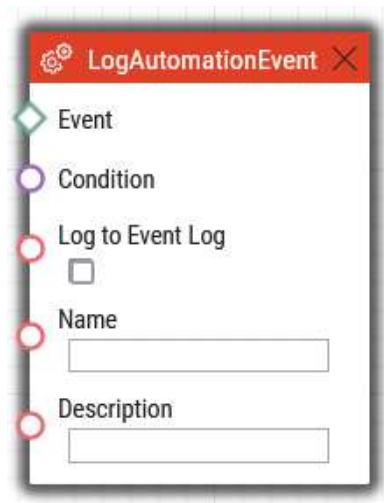 LogAutomationEvent
Event
Condition
Log to Event Log
Name
Description